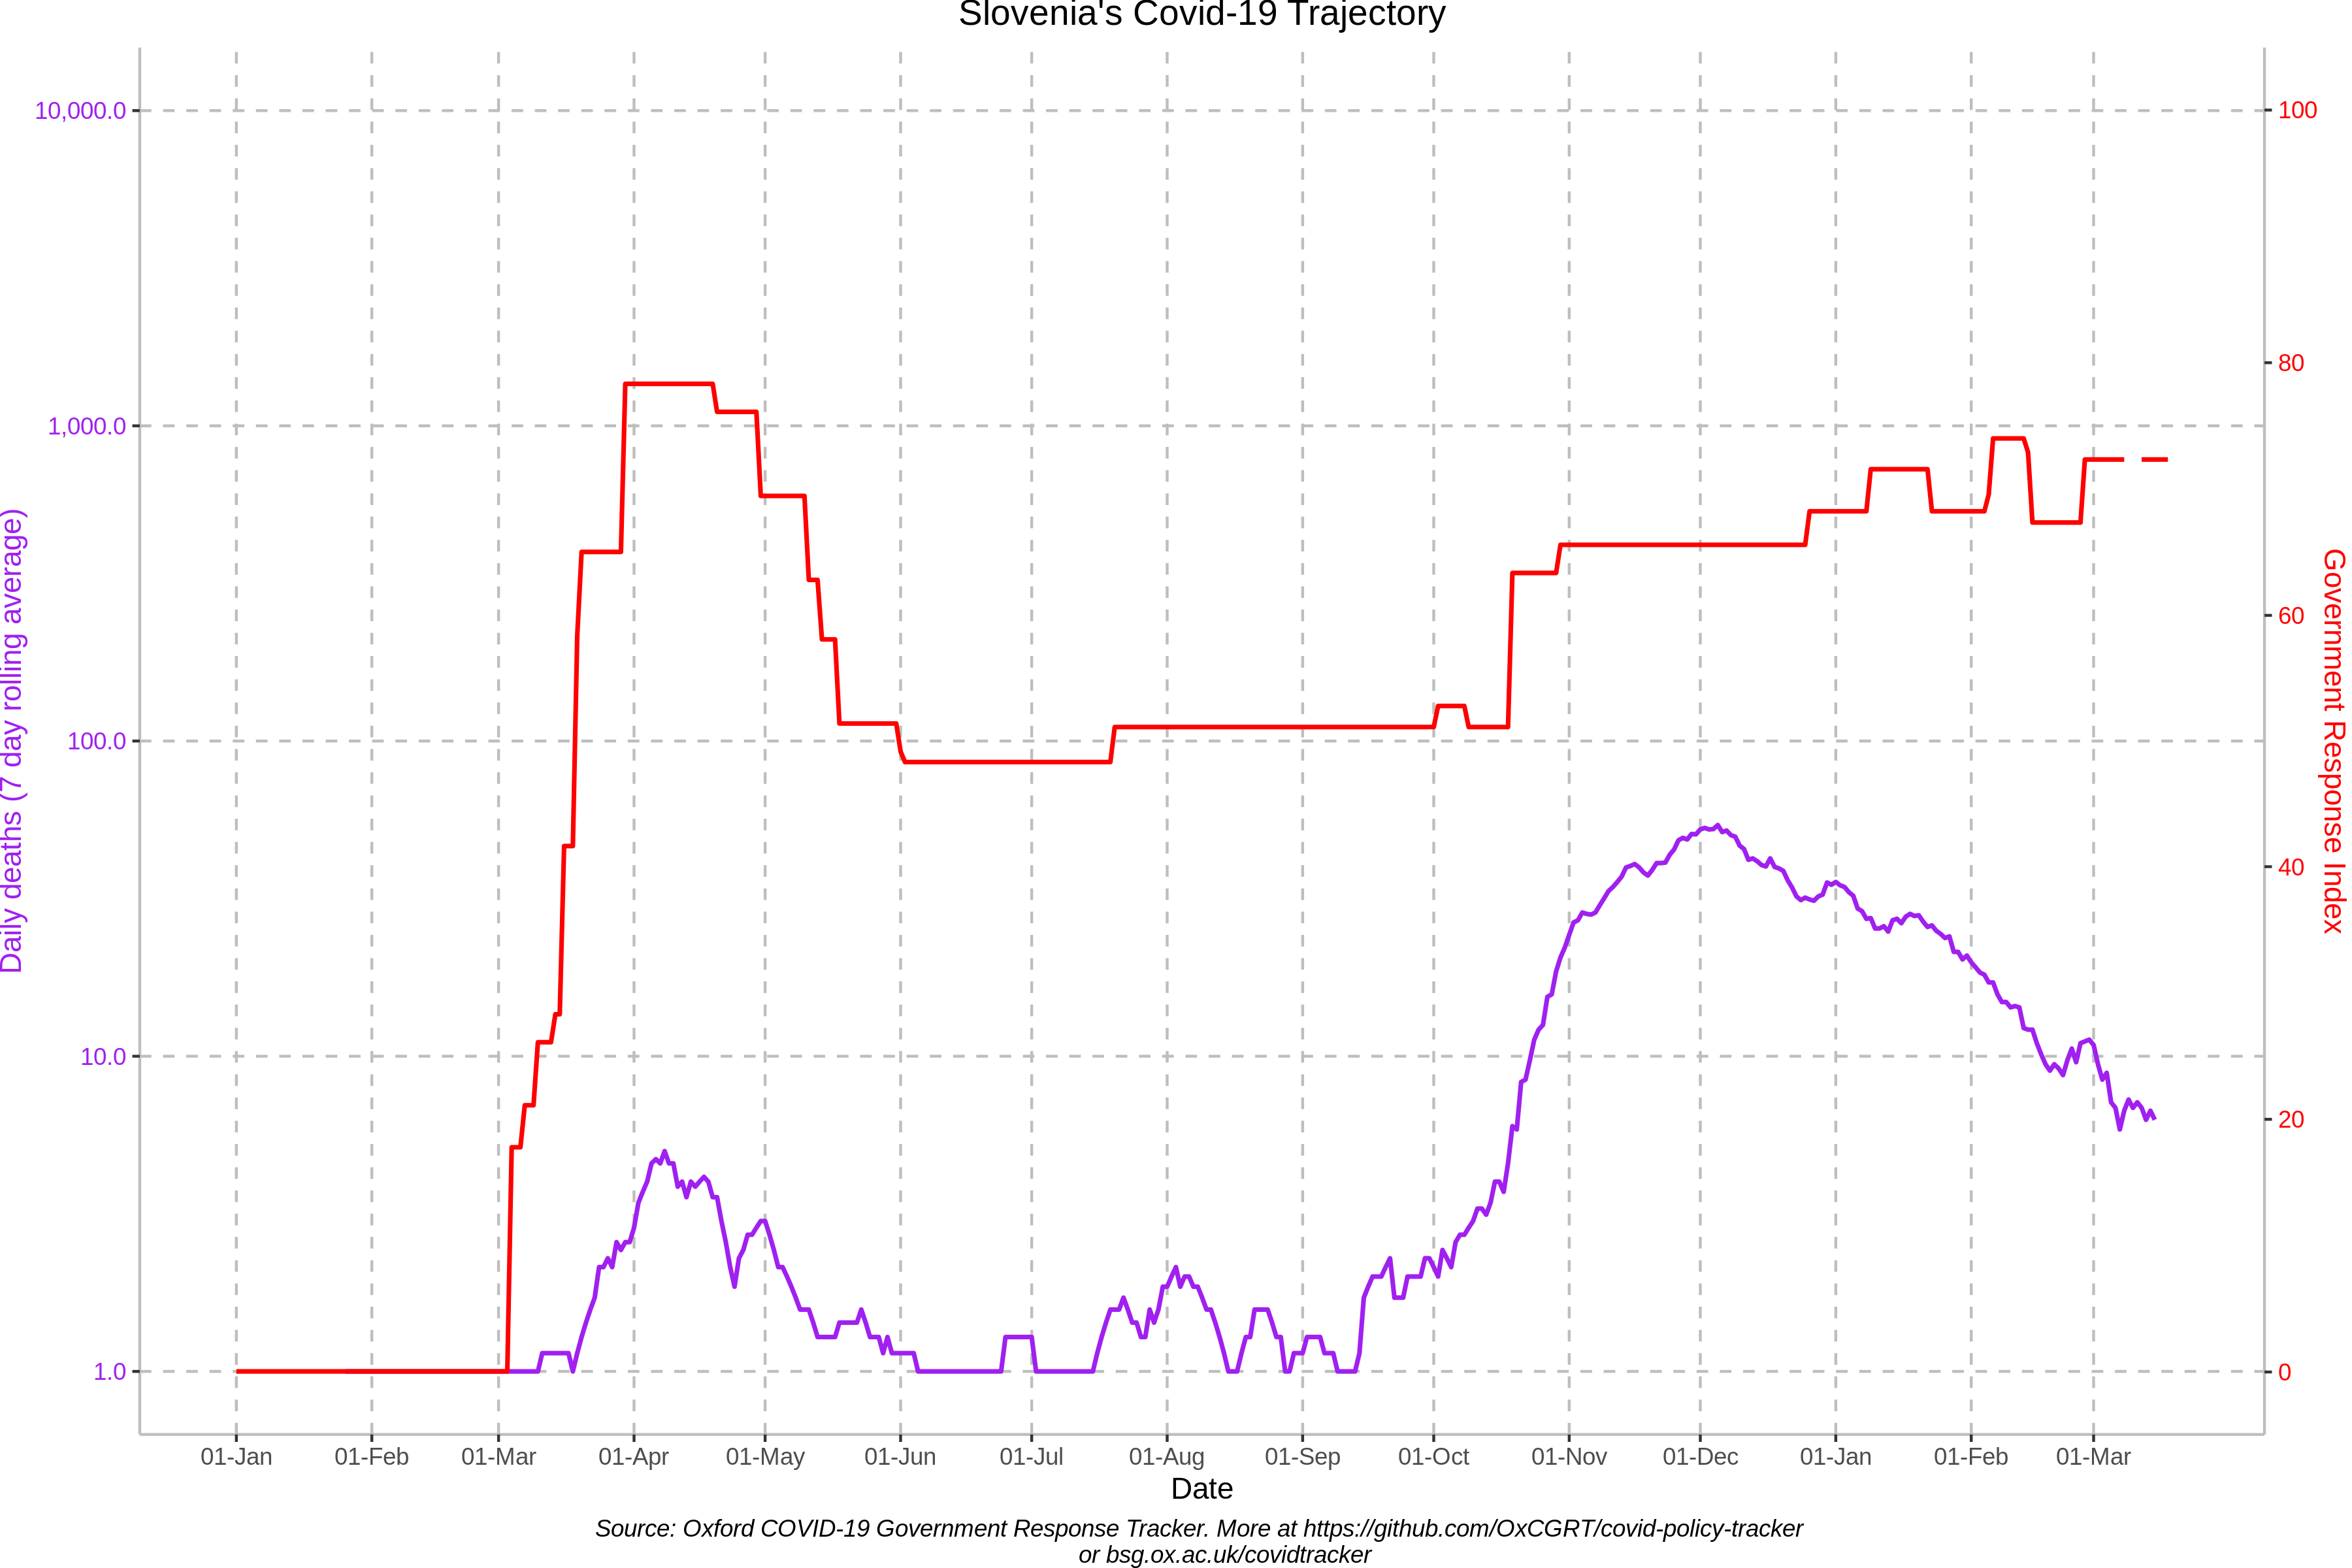 Slovenia's Covid-19 Trajectory
10,000.0
1,000.0
100.0
10.0
1.0
Daily deaths (7 day rolling average)
100
80
60
40
20
0
Government Response Index
01-Jan 01-Feb 01-Mar 01-Apr 01-May 01-Jun 01-Jul 01-Aug 01-Sep 01-Oct 01-Nov 01-Dec 01-Jan 01-Feb 01-Mar
Date
Source: Oxford COVID-19 Government Response Tracker. More at https://github.com/OxCGRT/covid-policy-tracker
or bsg.ox.ac.uk/covidtracker